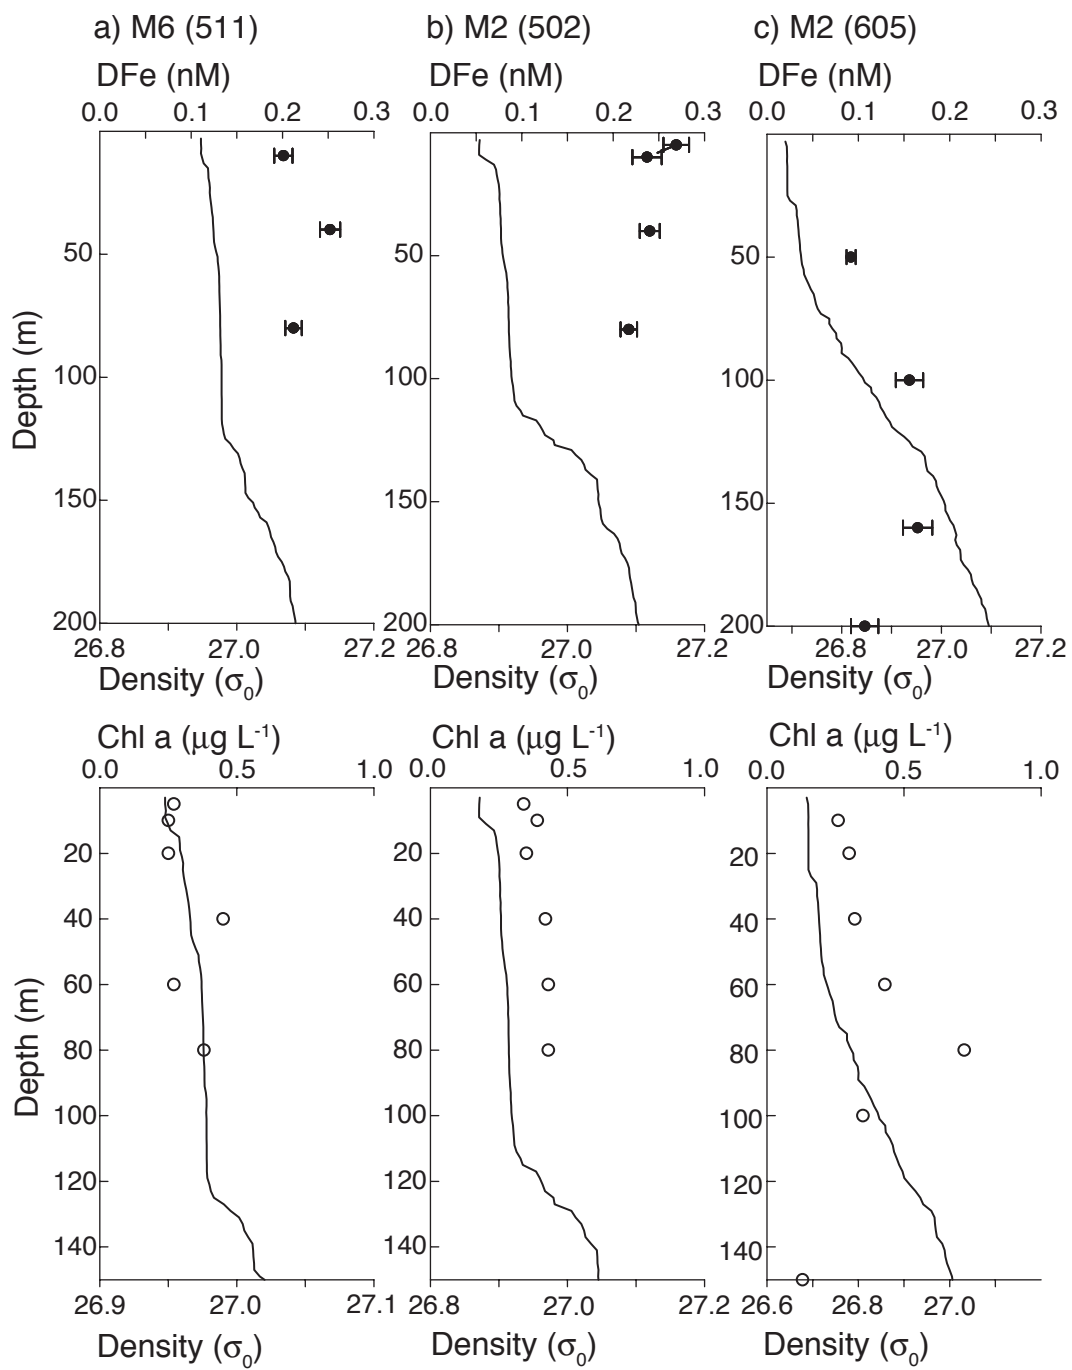 a) M6 (511) b) M2 (502) c) M2 (605)
DFe (nM) DFe (nM) DFe (nM)
0.0 0.1 0.2 0.3 0.0 0.1 0.2 0.3 0.0 0.1 0.2 0.3
50 50 50
100 100 100
150 150 150
200 200 200
Depth (m)
26.8 27.0 27.2 26.8 27.0 27.2 26.8 27.0 27.2
Density (σ0) Density (σ0) Density (σ0)
Chl a (μg L-1) Chl a (μg L-1) Chl a (μg L-1)
0.0 0.5 1.0 0.0 0.5 1.0 0.0 0.5 1.0
20 20 20
40 40 40
60 60 60
80 80 80
100 100 100
120 120 120
140 140 140
Depth (m)
26.9 27.0 27.1 26.8 27.0 27.2 26.6 26.8 27.0
Density (σ0) Density (σ0) Density (σ0)